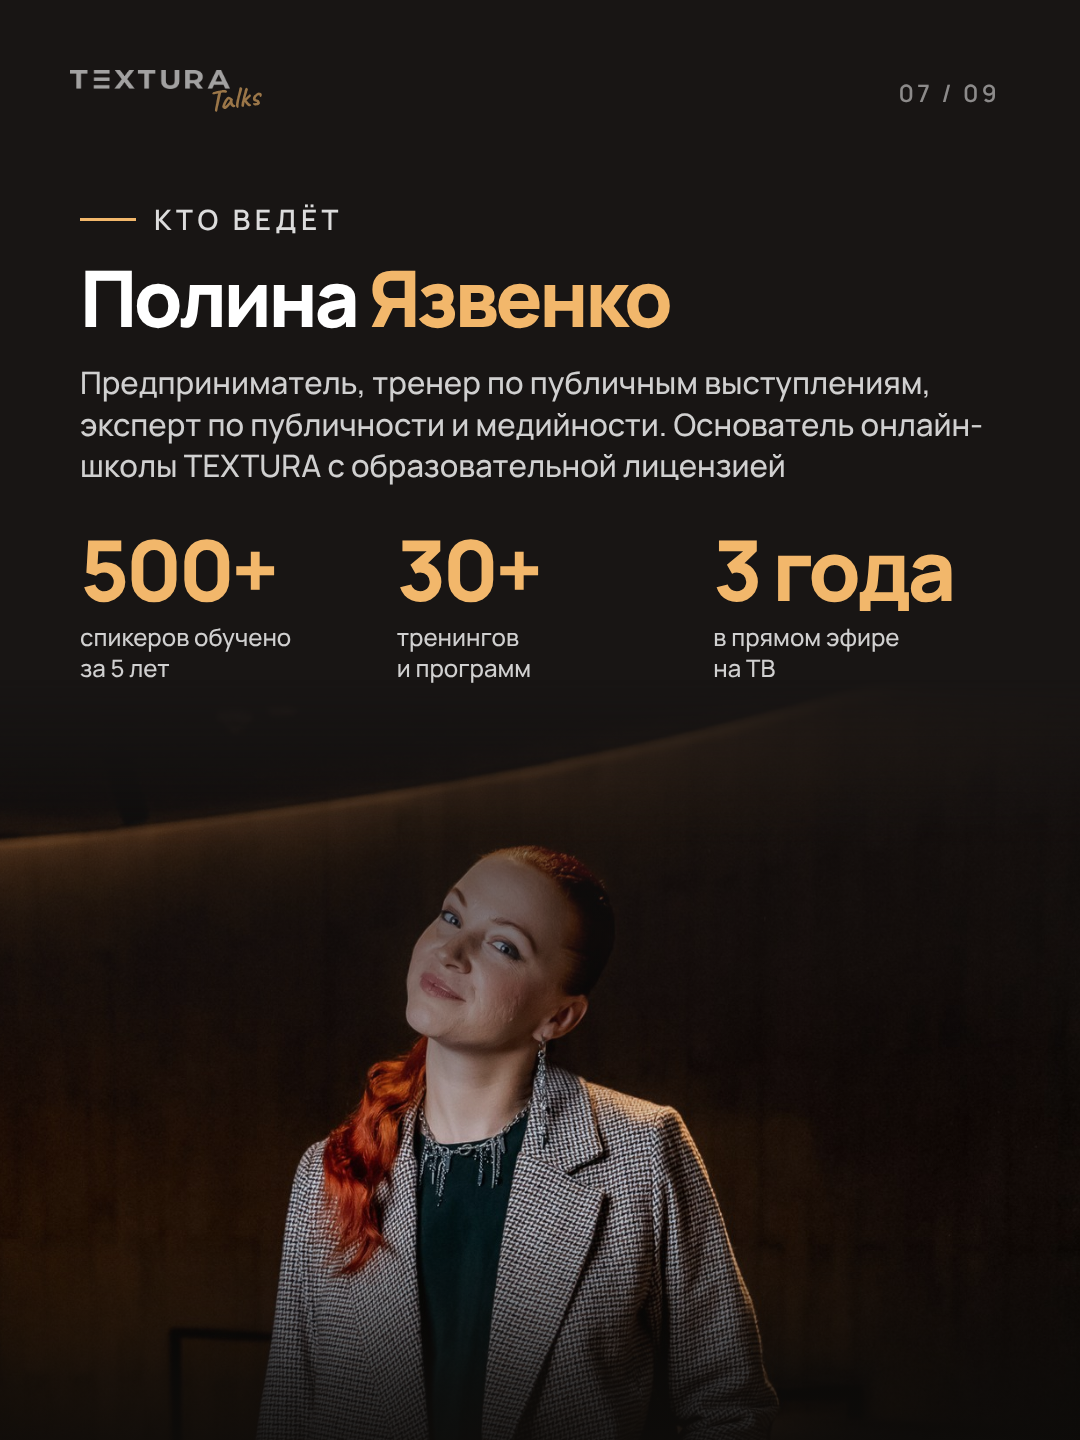 TEXTURA
Talks
07 / 09
КТО ВЕДЁТ
Полина Язвенко
Предприниматель, тренер по публичным выступлениям,
эксперт по публичности и медийности. Основатель онлайн-
школы TEXTURA с образовательной лицензией
500+
спикеров обучено
за 5 лет
30+
тренингов
и программ
3 года
в прямом эфире
на ТВ